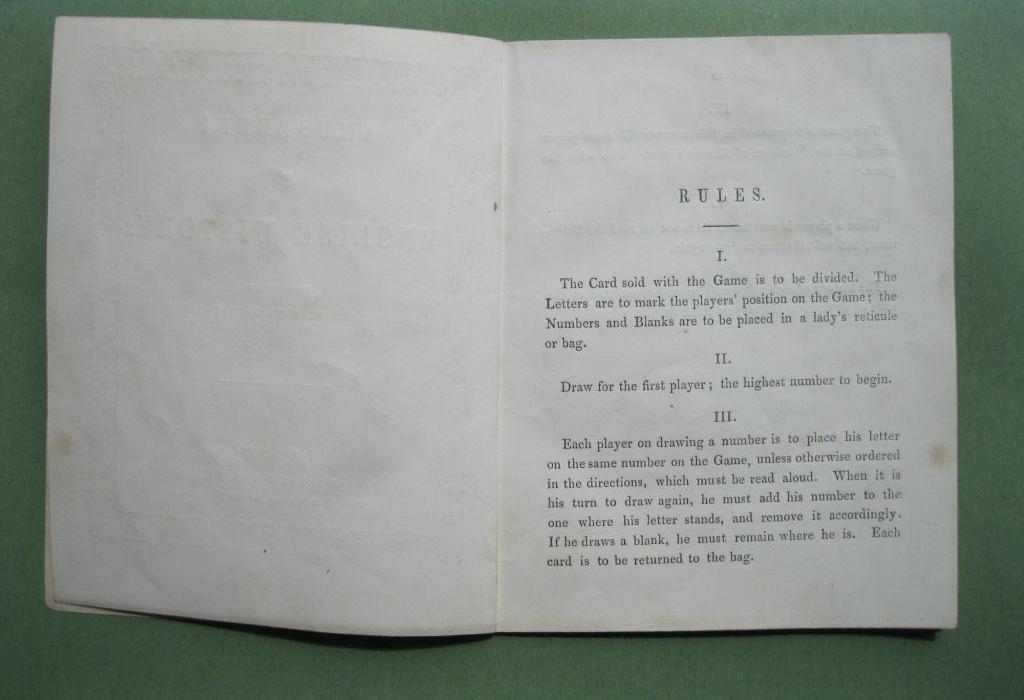 RULES.
I.
The Card sold with the Game is to be divided. The
Letters are to mark the players' position on the Game; the
Numbers and Blanks are to be placed in a lady's reticule
or bag.
II.
Draw for the first player; the highest number to begin.
III.
Each player on drawing a number is to place his letter
on the same number on the Game, unless otherwise ordered
in the directions, which must be read aloud. When it is
his turn to draw again, he must add his number to the
one where his letter stands, and remove it accordingly.
If he draws a blank, he must remain where he is. Each
card is to be returned to the bag.